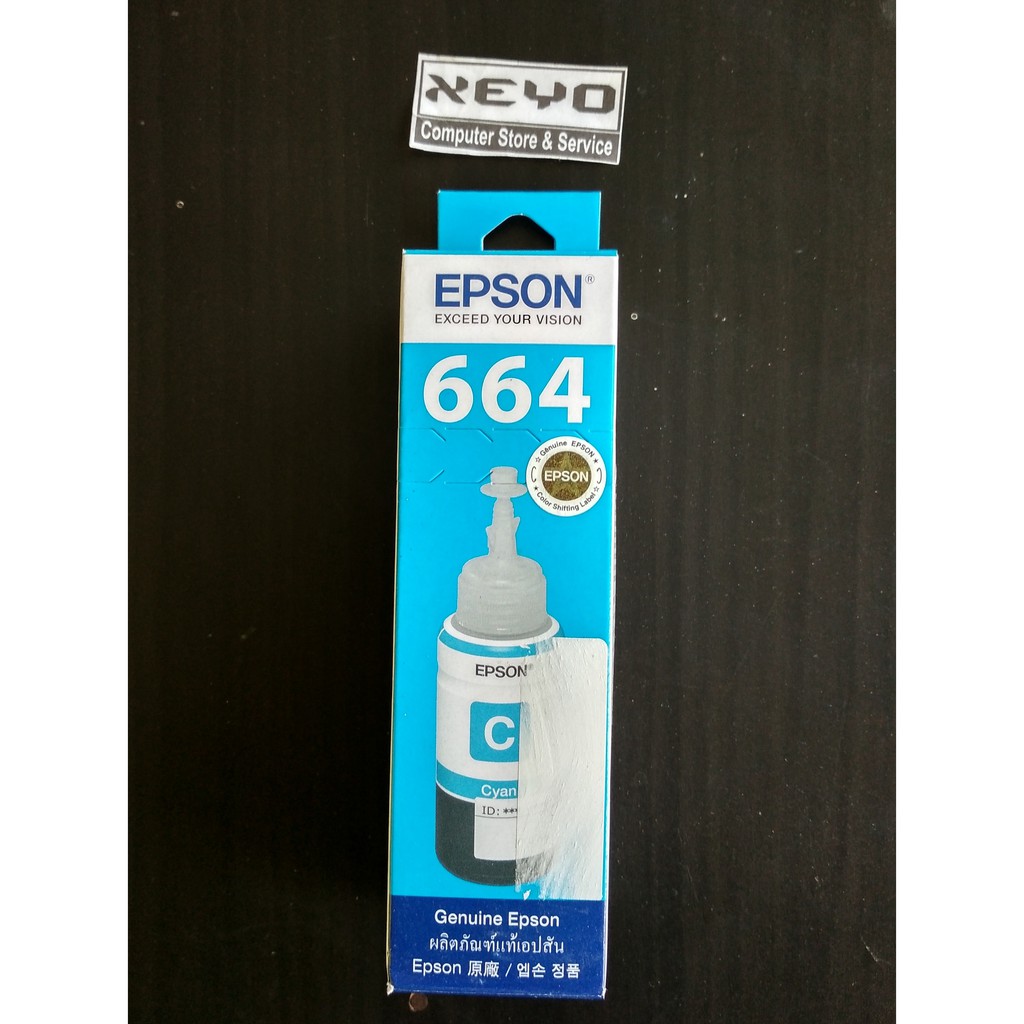 NEYO
Computer Store & Service
EPSON®
EXCEED YOUR VISION
664
Genuine EPSON
EPSON
Color Shifting Label
EPSON®
C
Cyan
ID: **
Genuine Epson
ผลิตภัณฑ์แท้เอปสัน
Epson 原廠 / 엡손 정품